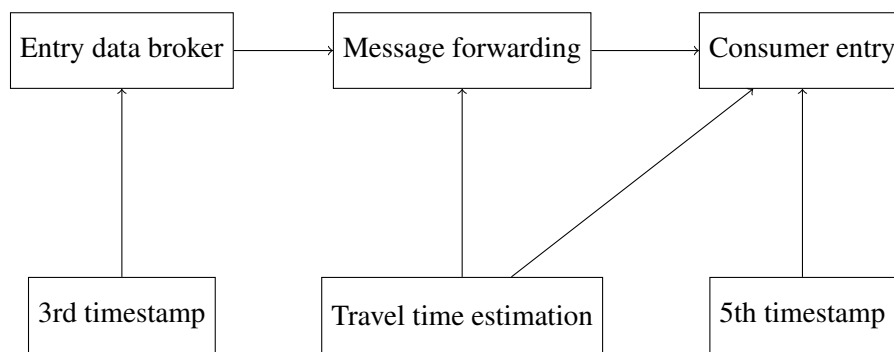 Entry data broker
Message forwarding
Consumer entry
3rd timestamp
Travel time estimation
5th timestamp